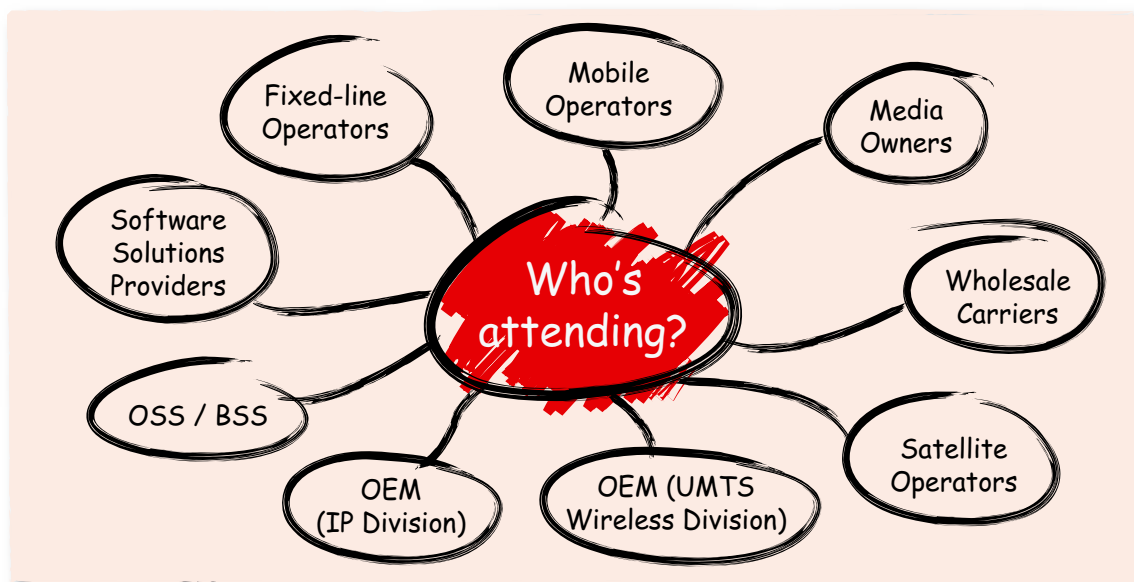 Fixed-line
Operators
Mobile
Operators
Media
Owners
Software
Solutions
Providers
Who's
attending?
Wholesale
Carriers
OSS / BSS
Satellite
Operators
OEM
(IP Division)
OEM (UMTS
Wireless Division)